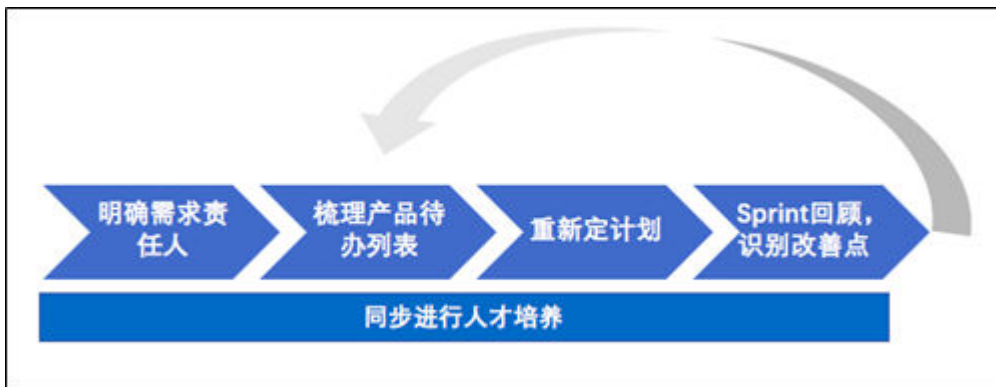 明确需求责
任人
梳理产品待
办列表
重新定计划
Sprint回顾，
识别改善点
同步进行人才培养